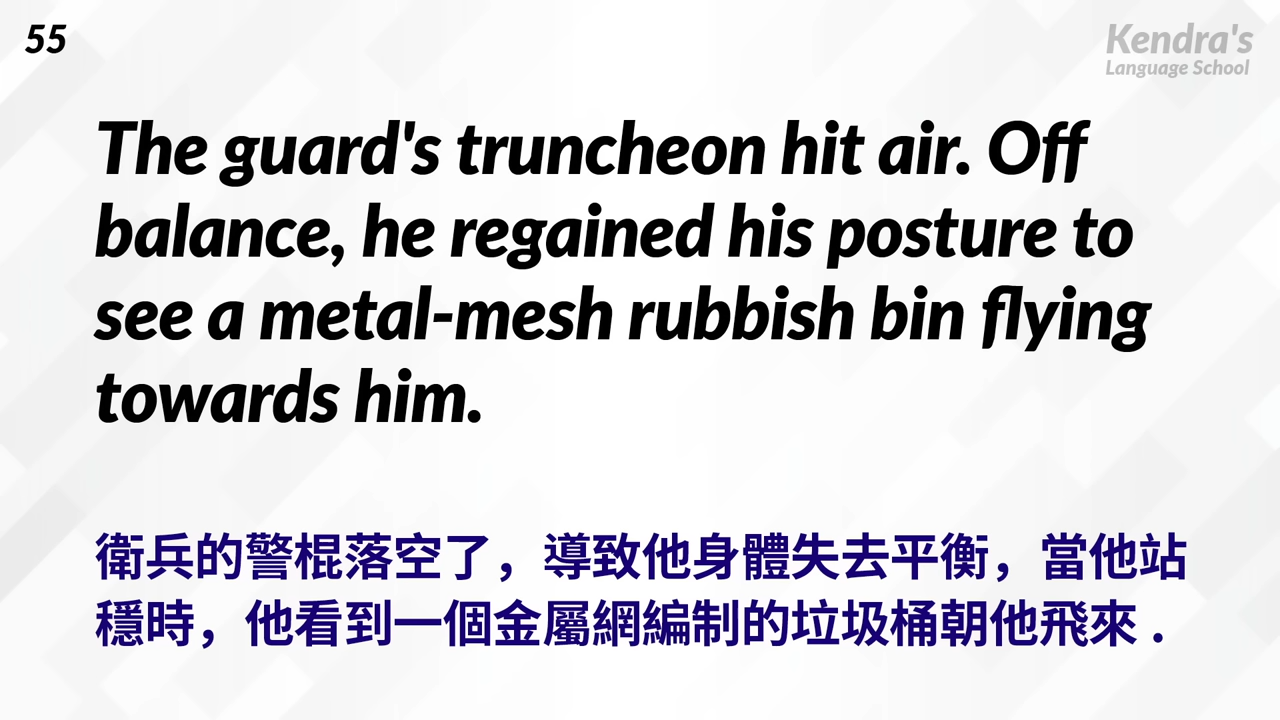 55
Kendra's
Language School
The guard's truncheon hit air. Off
balance, he regained his posture to
see a metal-mesh rubbish bin flying
towards him.
衛兵的警棍落空了，導致他身體失去平衡，當他站
穩時，他看到一個金屬網編制的垃圾桶朝他飛來 .